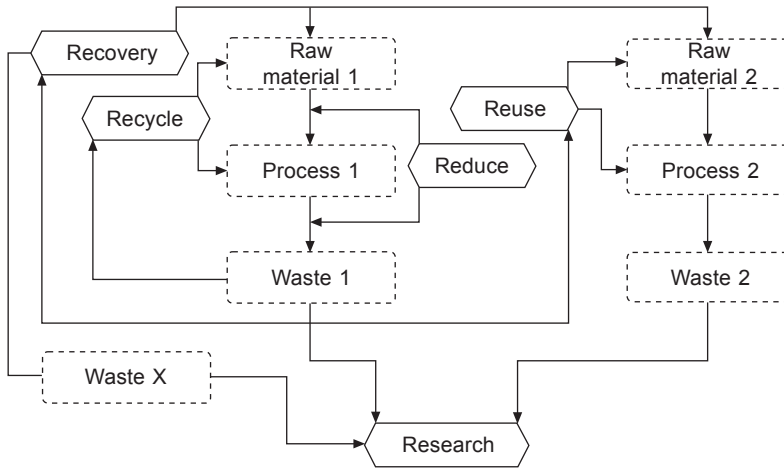 Recovery
Raw
material 1
Raw
material 2
Recycle
Reuse
Process 1
Reduce
Process 2
Waste 1
Waste 2
Waste X
Research